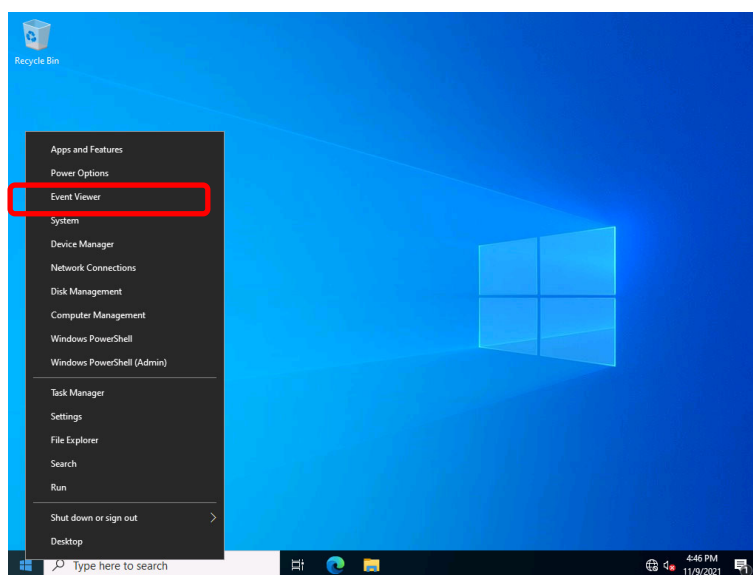 Recycle Bin
Apps and Features
Power Options
Event Viewer
System
Device Manager
Network Connections
Disk Management
Computer Management
Windows PowerShell
Windows PowerShell (Admin)
Task Manager
Settings
File Explorer
Search
Run
Shut down or sign out
Desktop
Type here to search
4:46 PM
11/9/2021